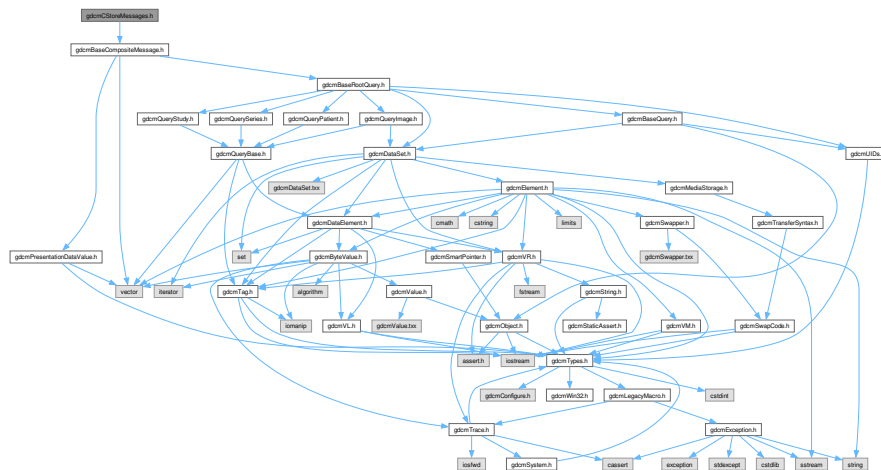 gdcmCStoreMessages.h
gdcmBaseCompositeMessage.h
gdcmBaseRootQuery.h
gdcmQueryStudy.h
gdcmQuerySeries.h
gdcmQueryPatient.h
gdcmQueryImage.h
gdcmBaseQuery.h
gdcmQueryBase.h
gdcmDataSet.h
gdcmUIDs.
gdcmDataSet.txx
gdcmElement.h
gdcmMediaStorage.h
gdcmDataElement.h
cmath
cstring
limits
gdcmSwapper.h
gdcmTransferSyntax.h
gdcmPresentationDataValue.h
set
gdcmByteValue.h
gdcmSmartPointer.h
gdcmVR.h
gdcmSwapper.txx
vector
iterator
gdcmTag.h
algorithm
gdcmValue.h
fstream
gdcmString.h
iomanip
gdcmVL.h
gdcmValue.txx
gdcmObject.h
gdcmStaticAssert.h
gdcmVM.h
gdcmSwapCode.h
assert.h
iostream
gdcmTypes.h
gdcmConfigure.h
gdcmWin32.h
gdcmLegacyMacro.h
cstdint
gdcmTrace.h
gdcmException.h
iosfwd
gdcmSystem.h
cassert
exception
stdexcept
cstdlib
sstream
string